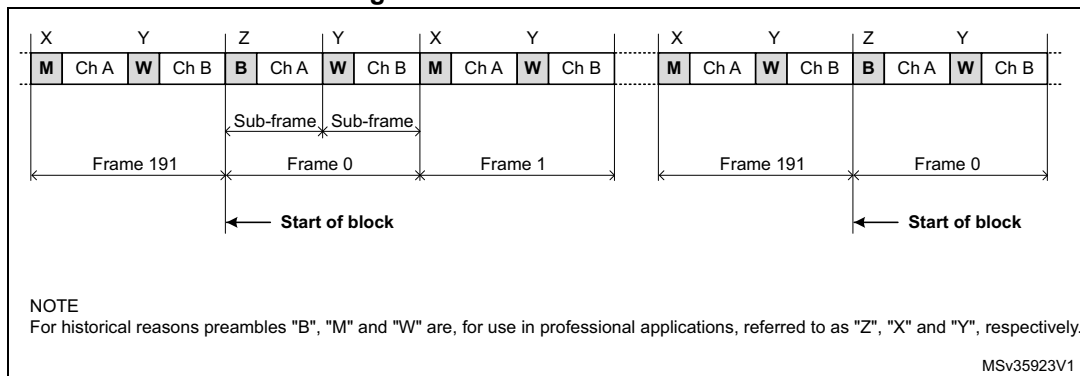 X Y Z Y X Y X Y Z Y
M Ch A W Ch B B Ch A W Ch B M Ch A W Ch B M Ch A W Ch B B Ch A W Ch B
Sub-frame Sub-frame
Frame 191 Frame 0 Frame 1 Frame 191 Frame 0
Start of block Start of block
NOTE
For historical reasons preambles "B", "M" and "W" are, for use in professional applications, referred to as "Z", "X" and "Y", respectively.
MSv35923V1